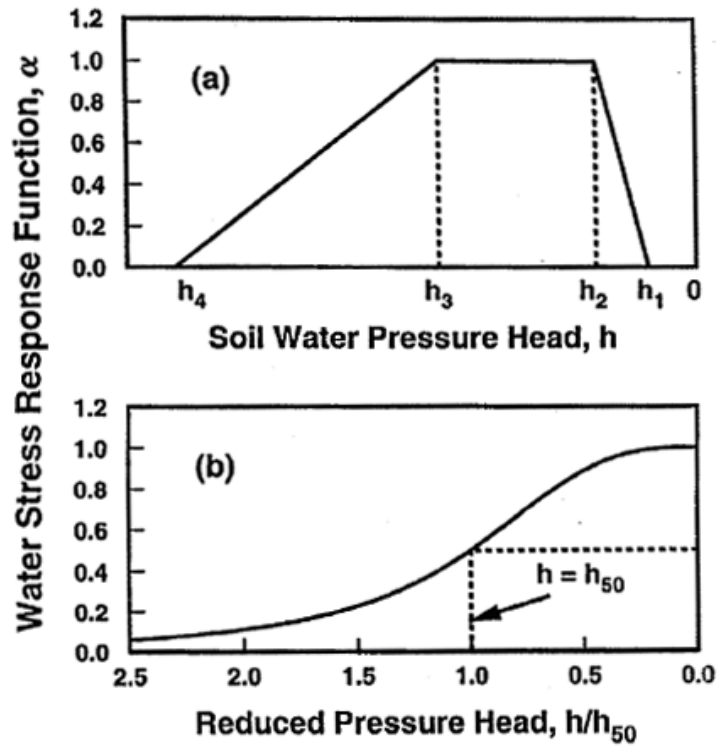 Water Stress Response Function, α
1.2
1.0
0.8
0.6
0.4
0.2
0.0
(a)
h4 h3 h2 h1 0
Soil Water Pressure Head, h
1.2
1.0
0.8
0.6
0.4
0.2
0.0
(b)
h = h50
2.5 2.0 1.5 1.0 0.5 0.0
Reduced Pressure Head, h/h50